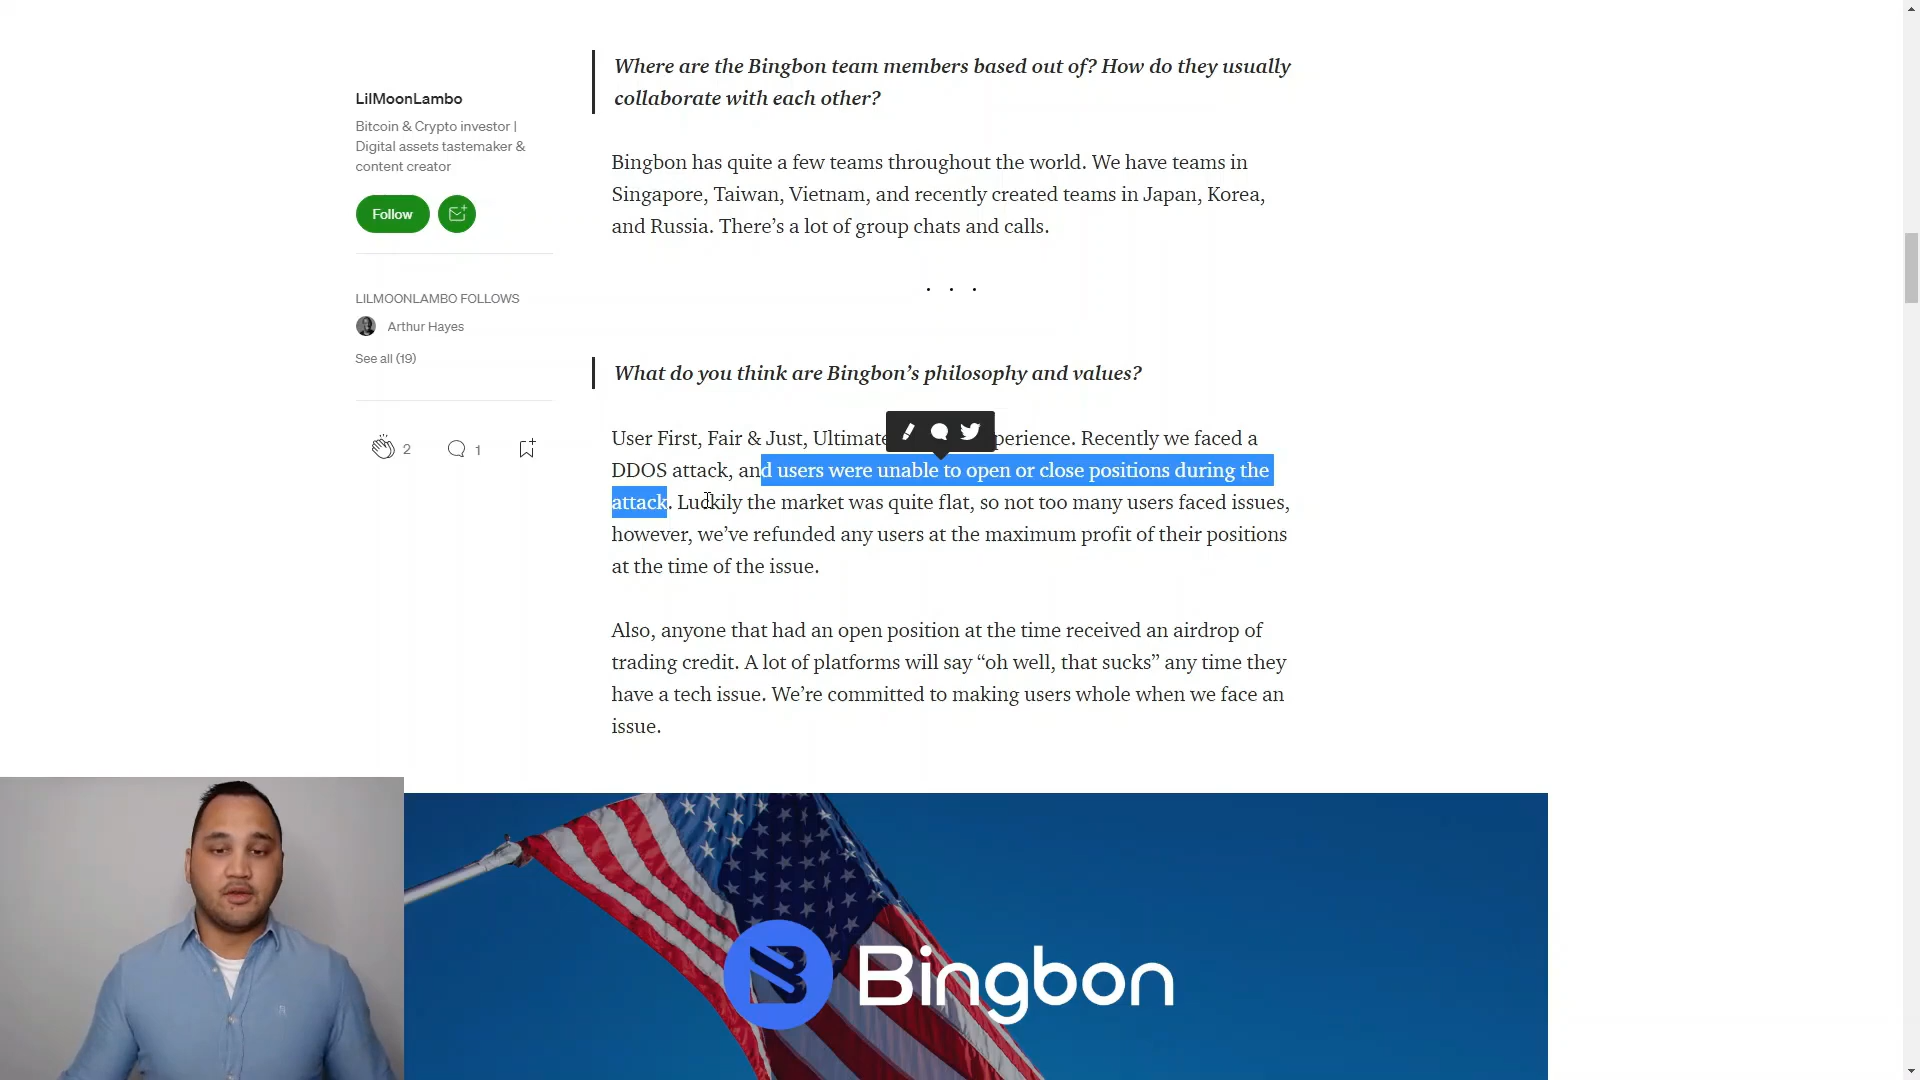 LilMoonLambo
Bitcoin & Crypto investor |
Digital assets tastemaker &
content creator
Follow
LILMOONLAMBO FOLLOWS
Arthur Hayes
See all (19)
2
1
Where are the Bingbon team members based out of? How do they usually
collaborate with each other?
Bingbon has quite a few teams throughout the world. We have teams in
Singapore, Taiwan, Vietnam, and recently created teams in Japan, Korea,
and Russia. There’s a lot of group chats and calls.
. . .
What do you think are Bingbon’s philosophy and values?
User First, Fair & Just, Ultimate perience. Recently we faced a
DDOS attack, and users were unable to open or close positions during the
attack. Luckily the market was quite flat, so not too many users faced issues,
however, we’ve refunded any users at the maximum profit of their positions
at the time of the issue.
Also, anyone that had an open position at the time received an airdrop of
trading credit. A lot of platforms will say “oh well, that sucks” any time they
have a tech issue. We’re committed to making users whole when we face an
issue.
Bingbon